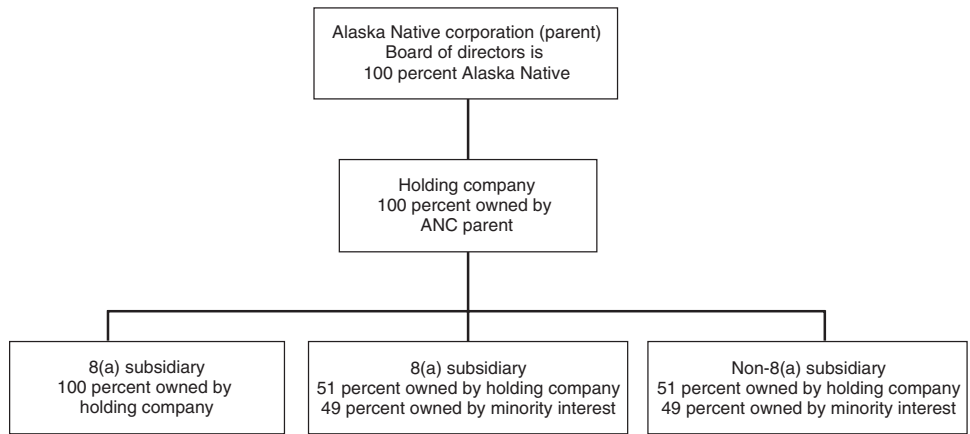 Alaska Native corporation (parent)
Board of directors is
100 percent Alaska Native
Holding company
100 percent owned by
ANC parent
8(a) subsidiary
100 percent owned by
holding company
8(a) subsidiary
51 percent owned by holding company
49 percent owned by minority interest
Non-8(a) subsidiary
51 percent owned by holding company
49 percent owned by minority interest